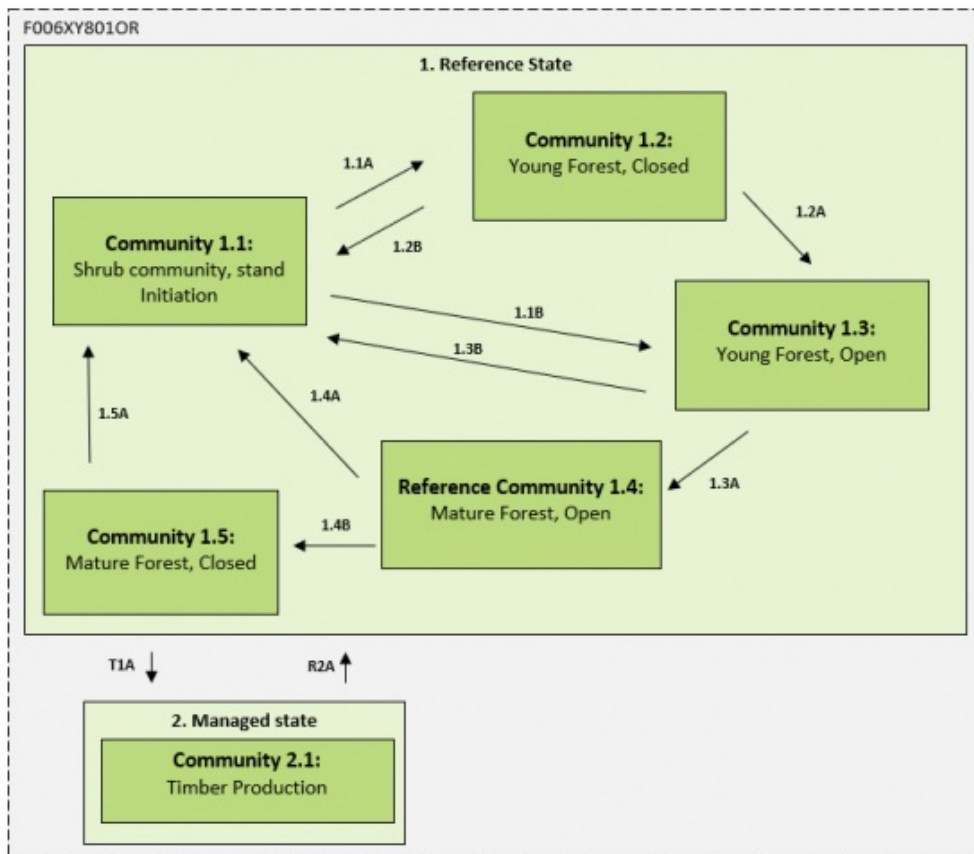 F006XY801OR
1. Reference State
Community 1.2:
Young Forest, Closed
1.1A
1.2B
1.2A
Community 1.1:
Shrub community, stand
Initiation
1.1B
1.3B
Community 1.3:
Young Forest, Open
1.4A
1.5A
1.3A
Reference Community 1.4:
Mature Forest, Open
1.4B
Community 1.5:
Mature Forest, Closed
T1A
R2A
2. Managed state
Community 2.1:
Timber Production